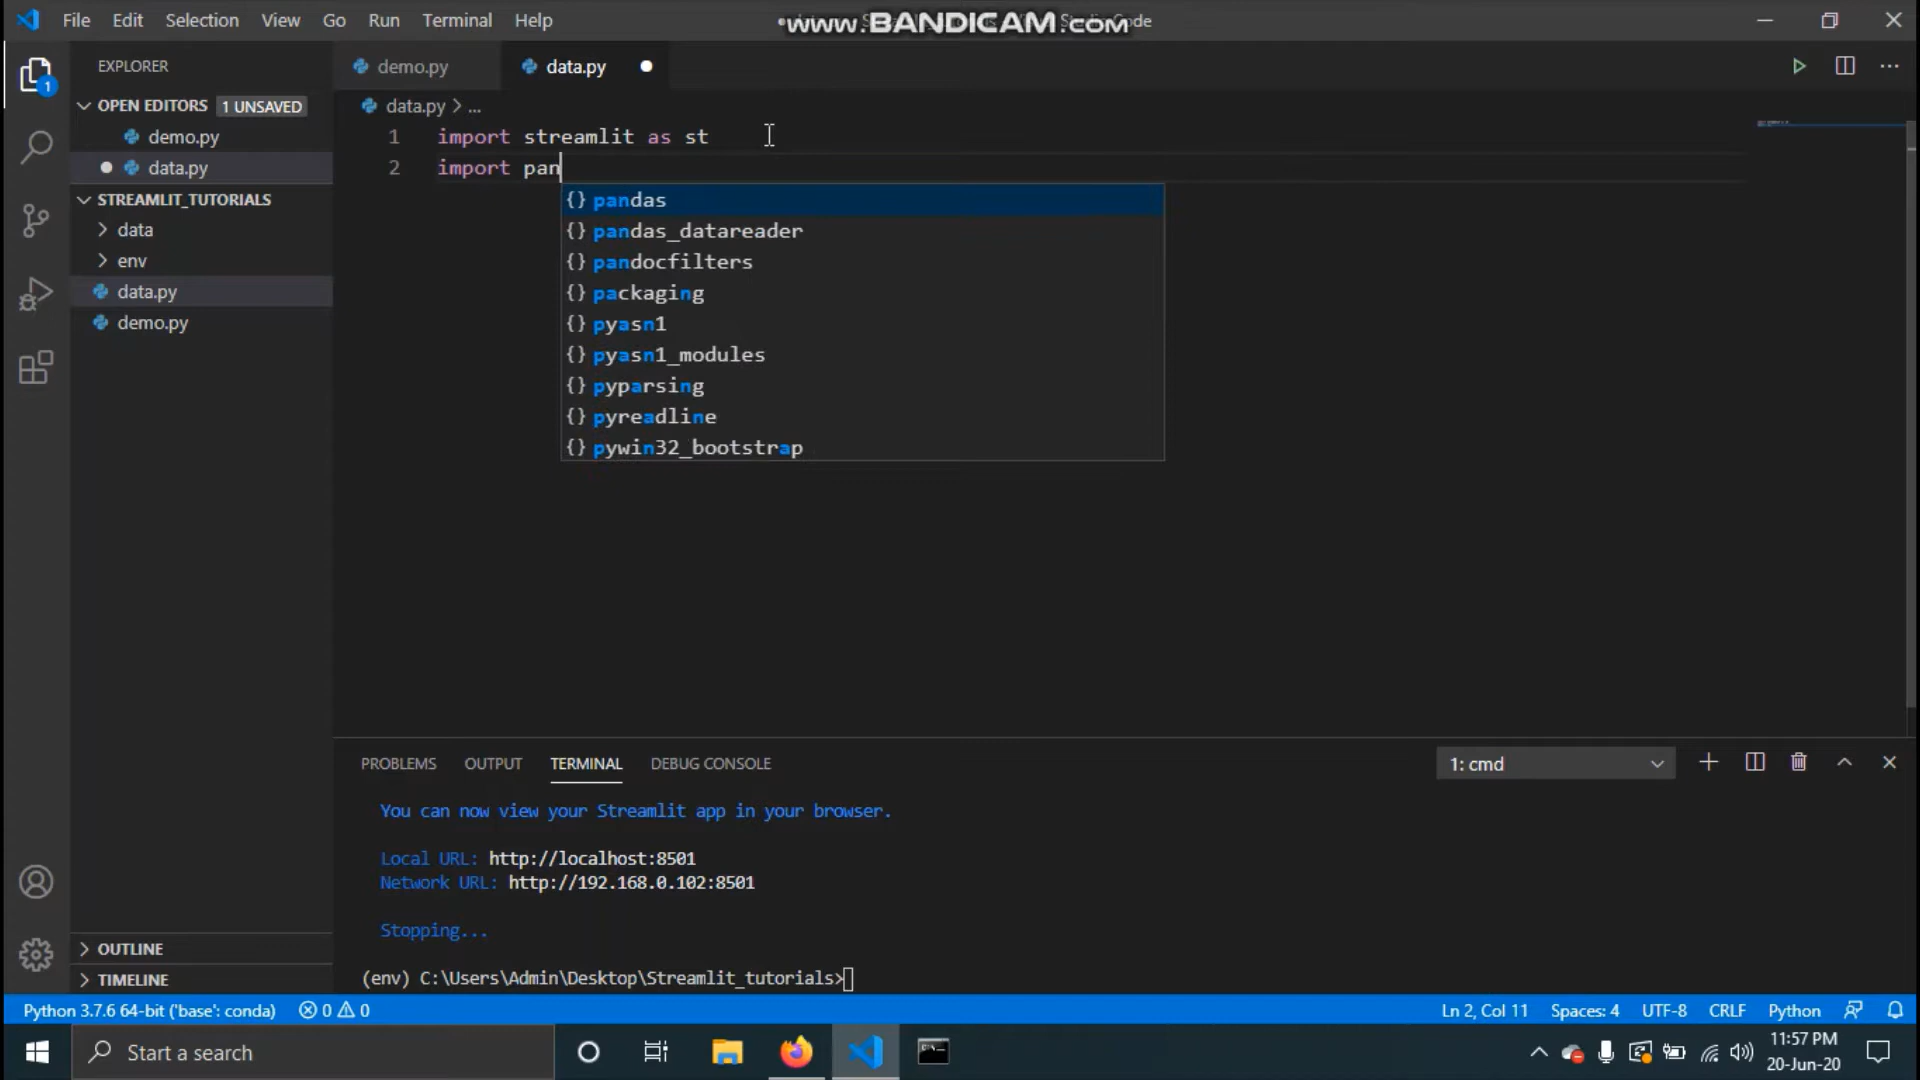 File Edit Selection View Go Run Terminal Help
www.BANDICAM.com
Code
EXPLORER
OPEN EDITORS 1 UNSAVED
demo.py
data.py
STREAMLIT_TUTORIALS
data
env
data.py
demo.py
OUTLINE
TIMELINE
demo.py data.py
data.py > ...
1 import streamlit as st
2 import pan
{} pandas
{} pandas_datareader
{} pandocfilters
{} packaging
{} pyasn1
{} pyasn1_modules
{} pyparsing
{} pyreadline
{} pywin32_bootstrap
PROBLEMS OUTPUT TERMINAL DEBUG CONSOLE 1: cmd
You can now view your Streamlit app in your browser.
Local URL: http://localhost:8501
Network URL: http://192.168.0.102:8501
Stopping...
(env) C:\Users\Admin\Desktop\Streamlit_tutorials>
1
Python 3.7.6 64-bit ('base': conda) 0 0 Ln 2, Col 11 Spaces: 4 UTF-8 CRLF Python
Start a search
11:57 PM
20-Jun-20